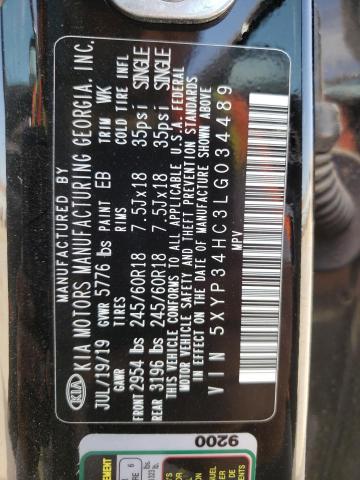 MANUFACTURED BY
KIA MOTORS MANUFACTURING GEORGIA, INC.
KIA
JUL/19/19 GVWR 5776 lbs PAINT EB TRIM WK
GAWR TIRES RIMS COLD TIRE INFL
FRONT 2954 lbs 245/60R18 7.5Jx18 35psi SINGLE
REAR 3196 lbs 245/60R18 7.5Jx18 35psi SINGLE
THIS VEHICLE CONFORMS TO ALL APPLICABLE U.S.A. FEDERAL
MOTOR VEHICLE SAFETY AND THEFT PREVENTION STANDARDS
IN EFFECT ON THE DATE OF MANUFACTURE SHOWN ABOVE
VIN 5XYP34HC3LG034489
MPV
9200